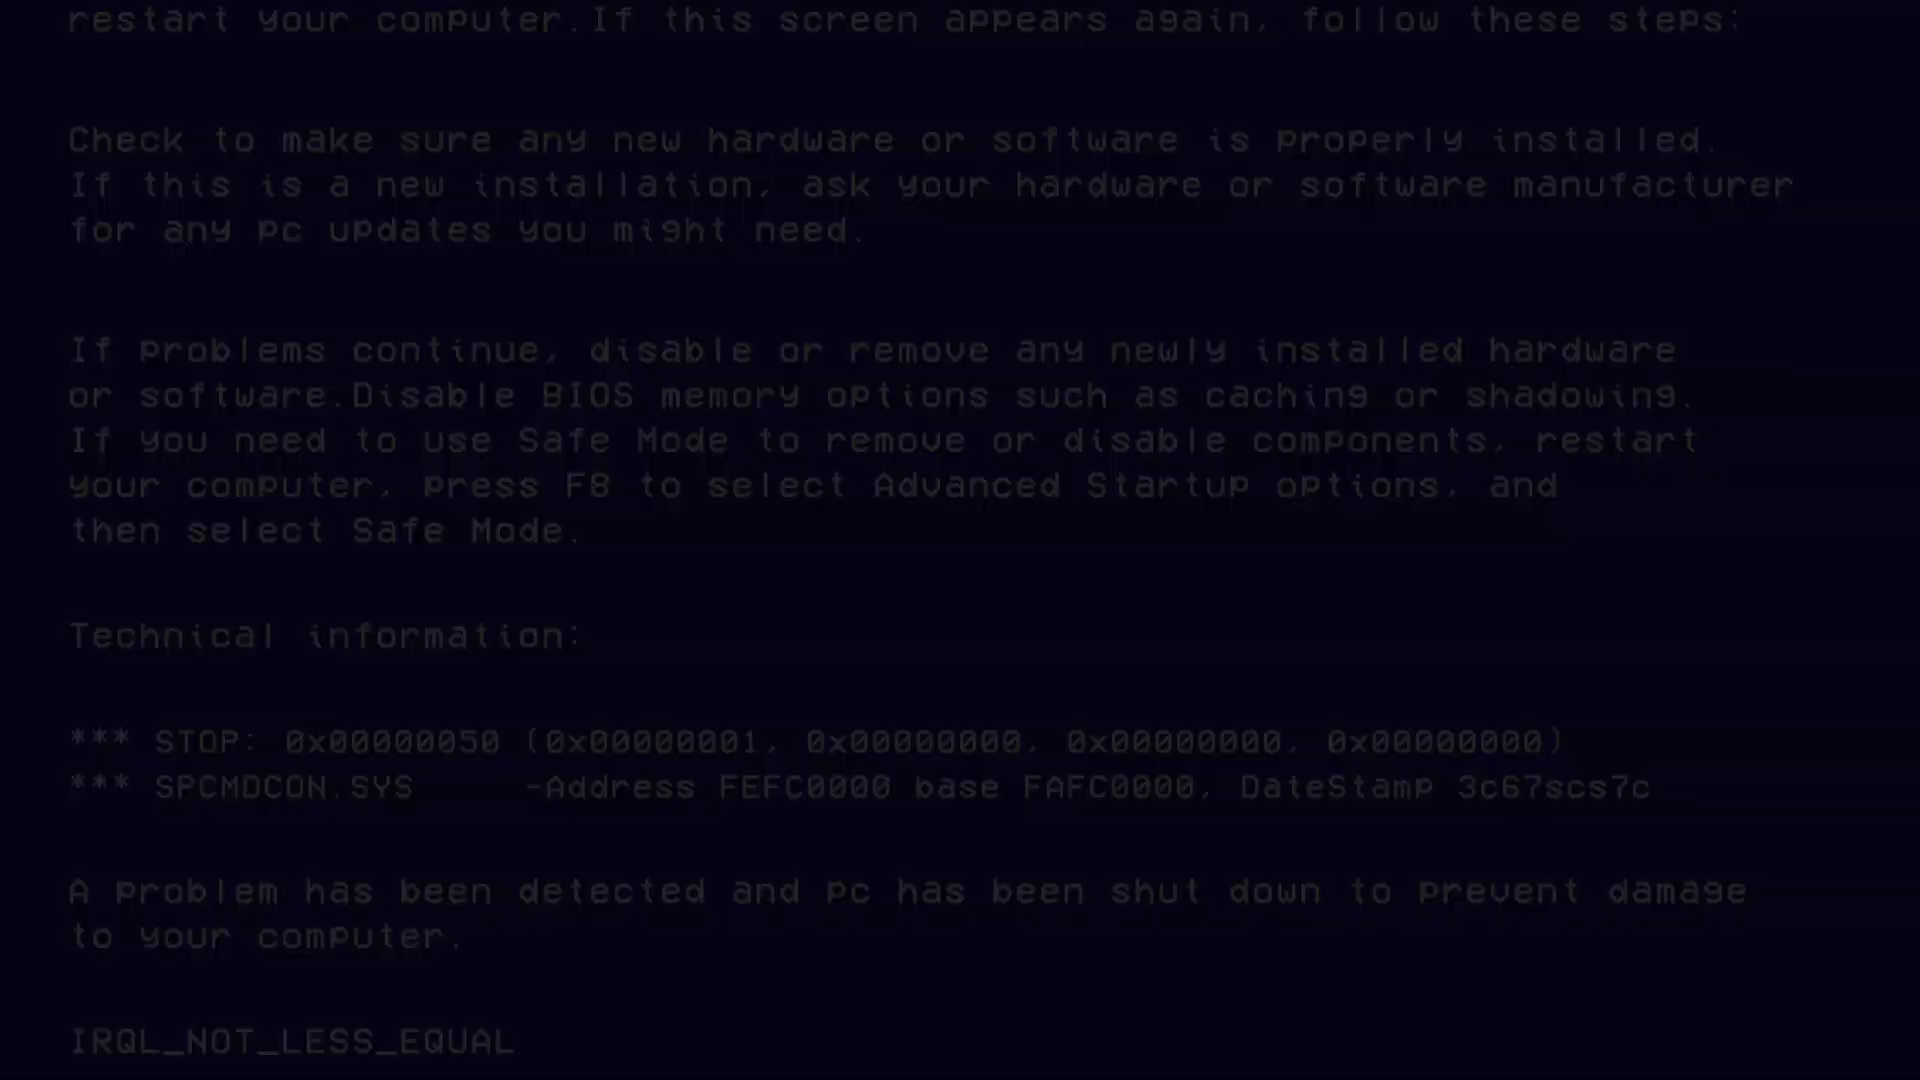 restart your computer.If this screen appears again, follow these steps:
Check to make sure any new hardware or software is properly installed.
If this is a new installation, ask your hardware or software manufacturer
for any pc updates you might need.
If problems continue, disable or remove any newly installed hardware
or software.Disable BIOS memory options such as caching or shadowing.
If you need to use Safe Mode to remove or disable components, restart
your computer, press F8 to select Advanced Startup options, and
then select Safe Mode.
Technical information:
*** STOP: 0x00000050 (0x00000001, 0x00000000, 0x00000000, 0x00000000)
*** SPCMDCON.SYS -Address FEFC0000 base FAFC0000, DateStamp 3c67scs7c
A problem has been detected and pc has been shut down to prevent damage
to your computer.
IRQL_NOT_LESS_EQUAL